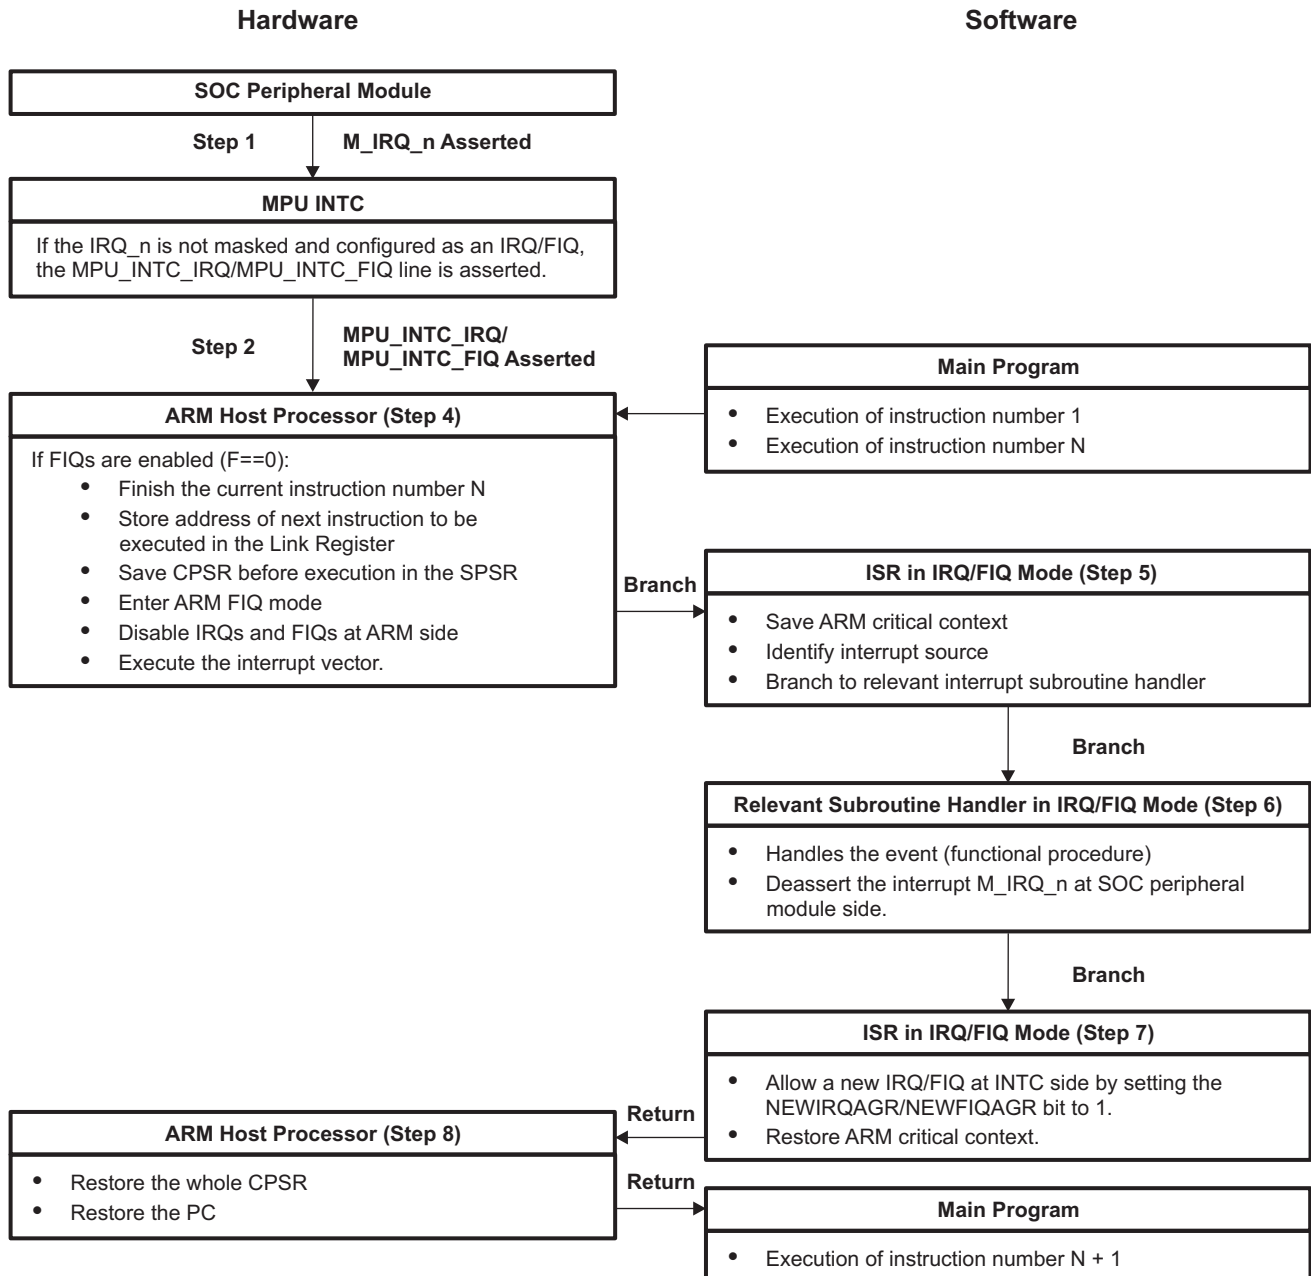 Hardware
Software
SOC Peripheral Module
Step 1
M_IRQ_n Asserted
MPU INTC
If the IRQ_n is not masked and configured as an IRQ/FIQ,
the MPU_INTC_IRQ/MPU_INTC_FIQ line is asserted.
Step 2
MPU_INTC_IRQ/
MPU_INTC_FIQ Asserted
Main Program
• Execution of instruction number 1
• Execution of instruction number N
ARM Host Processor (Step 4)
If FIQs are enabled (F==0):
• Finish the current instruction number N
• Store address of next instruction to be
executed in the Link Register
• Save CPSR before execution in the SPSR
• Enter ARM FIQ mode
• Disable IRQs and FIQs at ARM side
• Execute the interrupt vector.
Branch
ISR in IRQ/FIQ Mode (Step 5)
• Save ARM critical context
• Identify interrupt source
• Branch to relevant interrupt subroutine handler
Branch
Relevant Subroutine Handler in IRQ/FIQ Mode (Step 6)
• Handles the event (functional procedure)
• Deassert the interrupt M_IRQ_n at SOC peripheral
module side.
Branch
ISR in IRQ/FIQ Mode (Step 7)
• Allow a new IRQ/FIQ at INTC side by setting the
NEWIRQAGR/NEWFIQAGR bit to 1.
• Restore ARM critical context.
Return
ARM Host Processor (Step 8)
• Restore the whole CPSR
• Restore the PC
Return
Main Program
• Execution of instruction number N + 1